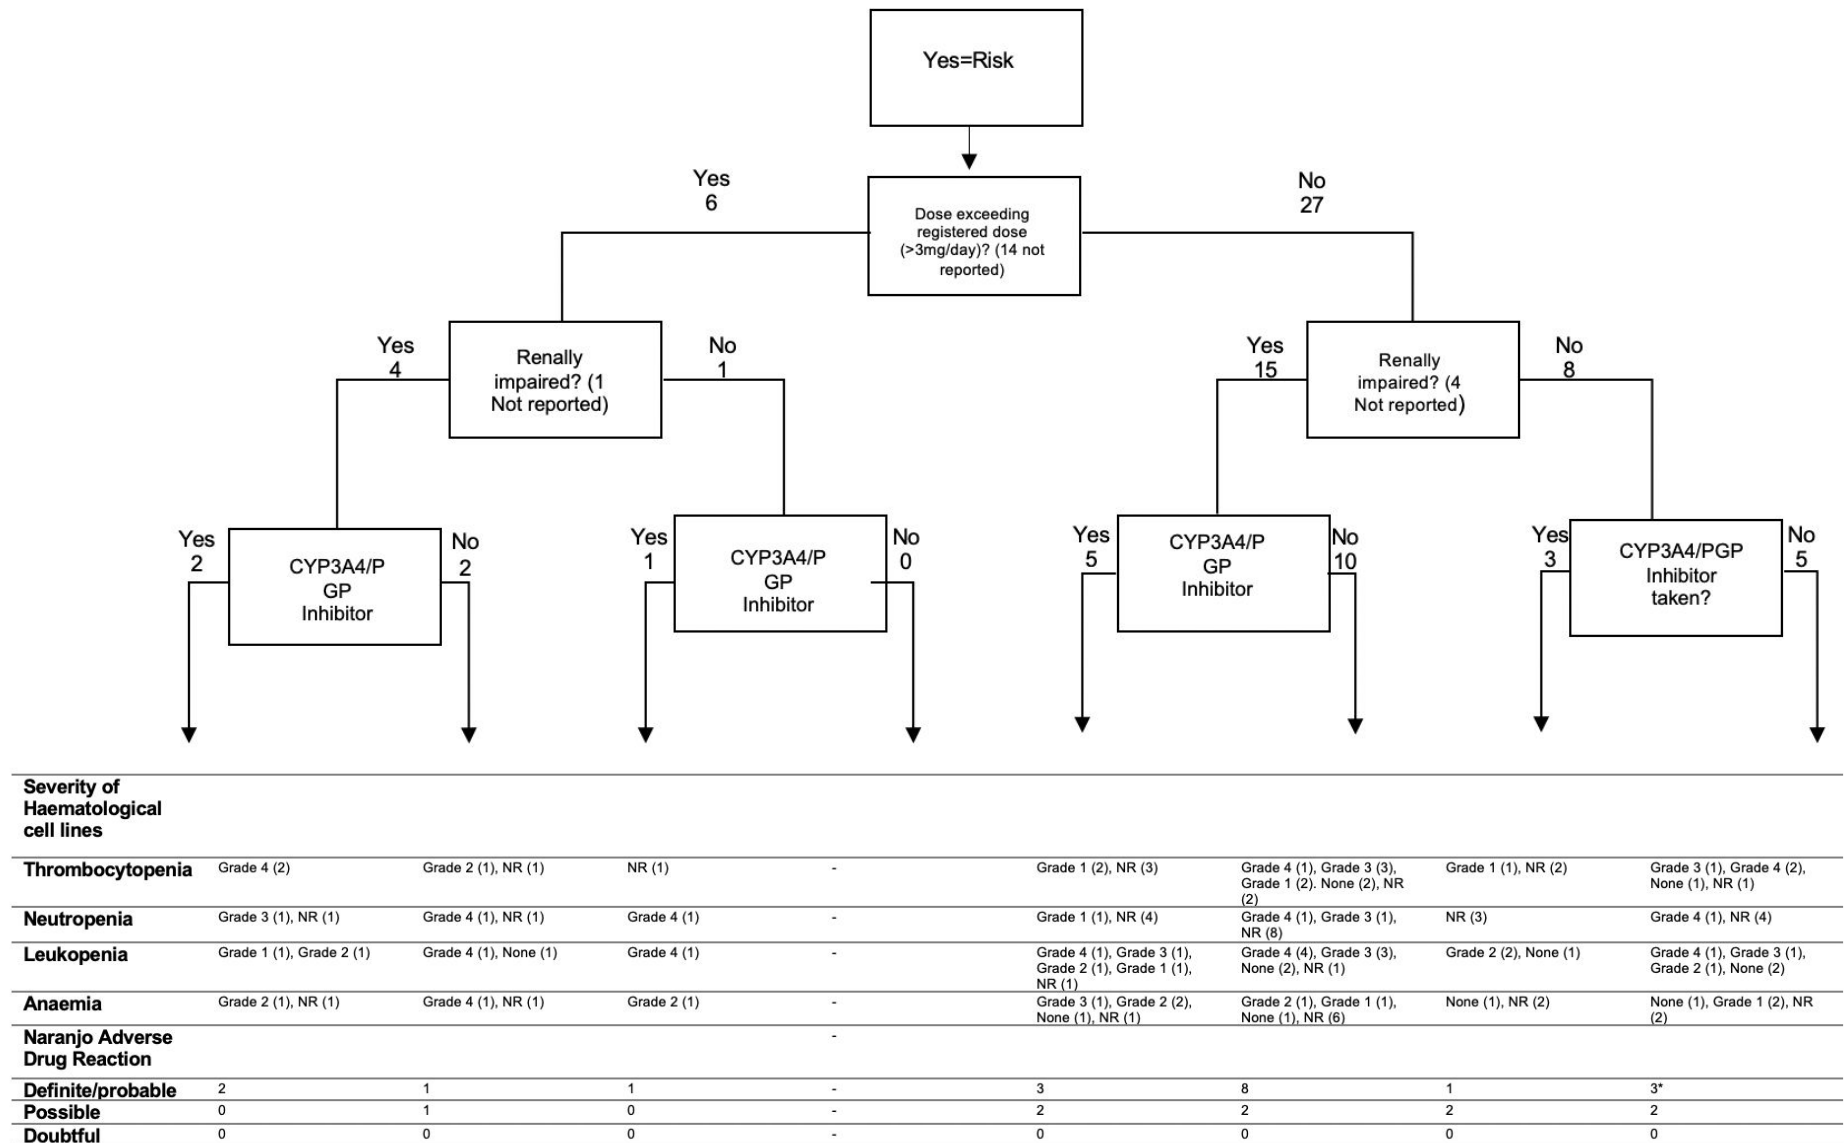 Yes=Risk
Yes
6
No
27
Dose exceeding
registered dose
(>3mg/day)? (14 not
reported)
Yes
4
Renally
impaired? (1
Not reported)
No
1
Yes
15
Renally
impaired? (4
Not reported)
No
8
Yes
2
CYP3A4/P
GP
Inhibitor
No
2
Yes
1
CYP3A4/P
GP
Inhibitor
No
0
Yes
5
CYP3A4/P
GP
Inhibitor
No
10
Yes
3
CYP3A4/PGP
Inhibitor
taken?
No
5
Severity of
Haematological
cell lines
Thrombocytopenia
Grade 4 (2)
Grade 2 (1), NR (1)
NR (1)
-
Grade 1 (2), NR (3)
Grade 4 (1), Grade 3 (3),
Grade 1 (2). None (2), NR
(2)
Grade 1 (1), NR (2)
Grade 3 (1), Grade 4 (2),
None (1), NR (1)
Neutropenia
Grade 3 (1), NR (1)
Grade 4 (1), NR (1)
Grade 4 (1)
-
Grade 1 (1), NR (4)
Grade 4 (1), Grade 3 (1),
NR (8)
NR (3)
Grade 4 (1), NR (4)
Leukopenia
Grade 1 (1), Grade 2 (1)
Grade 4 (1), None (1)
Grade 4 (1)
-
Grade 4 (1), Grade 3 (1),
Grade 2 (1), Grade 1 (1),
NR (1)
Grade 4 (4), Grade 3 (3),
None (2), NR (1)
Grade 2 (2), None (1)
Grade 4 (1), Grade 3 (1),
Grade 2 (1), None (2)
Anaemia
Grade 2 (1), NR (1)
Grade 4 (1), NR (1)
Grade 2 (1)
-
Grade 3 (1), Grade 2 (2),
None (1), NR (1)
Grade 2 (1), Grade 1 (1),
None (1), NR (6)
None (1), NR (2)
None (1), Grade 1 (2), NR
(2)
Naranjo Adverse
Drug Reaction
-
Definite/probable 2 1 1 - 3 8 1 3*
Possible 0 1 0 - 2 2 2 2
Doubtful 0 0 0 - 0 0 0 0